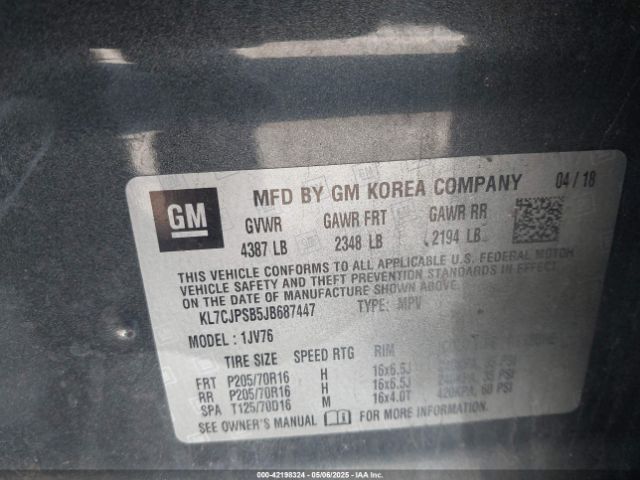 GM
MFD BY GM KOREA COMPANY 04 / 18
GVWR GAWR FRT GAWR RR
4387 LB 2348 LB 2194 LB
THIS VEHICLE CONFORMS TO ALL APPLICABLE U.S. FEDERAL MOTOR
VEHICLE SAFETY AND THEFT PREVENTION STANDARDS IN EFFECT
ON THE DATE OF MANUFACTURE SHOWN ABOVE.
KL7CJPSB5JB687447 TYPE: MPV
MODEL : 1JV76
TIRE SIZE SPEED RTG RIM
FRT P205/70R16 H 16x6.5J
RR P205/70R16 H 16x6.5J PSI
SPA T125/70D16 M 16x4.0T 420KPA, 60 PSI
SEE OWNER'S MANUAL FOR ADDITIONAL INFORMATION
000-42198324 05/06/2025 IAA Inc.